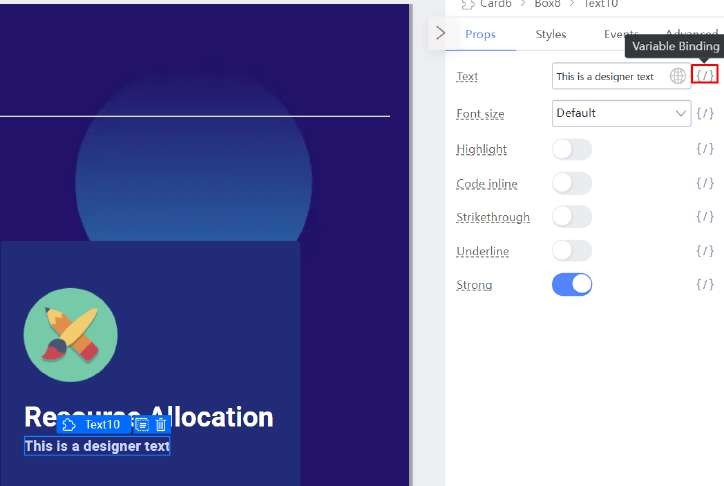 Card6 > Box8 > Text10
Props Styles Events Advanced
Variable Binding
Text This is a designer text {/}
Font size Default {/}
Highlight {/}
Code inline {/}
Strikethrough {/}
Underline {/}
Strong {/}
Resource Allocation
Text10
This is a designer text